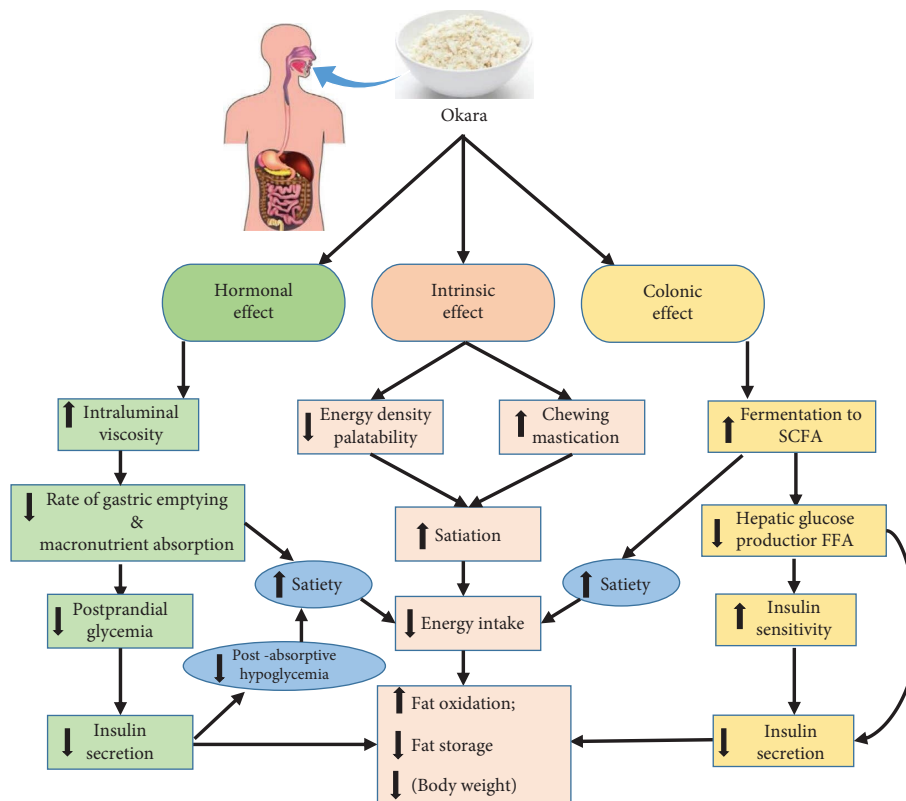 Okara
Hormonal
effect
Intrinsic
effect
Colonic
effect
Intraluminal
viscosity
Energy density
palatability
Chewing
mastication
Fermentation to
SCFA
Rate of gastric emptying
&
macronutrient absorption
Satiation
Hepatic glucose
productior FFA
Satiety
Satiety
Postprandial
glycemia
Energy intake
Insulin
sensitivity
Post -absorptive
hypoglycemia
Insulin
secretion
Fat oxidation;
Fat storage
(Body weight)
Insulin
secretion